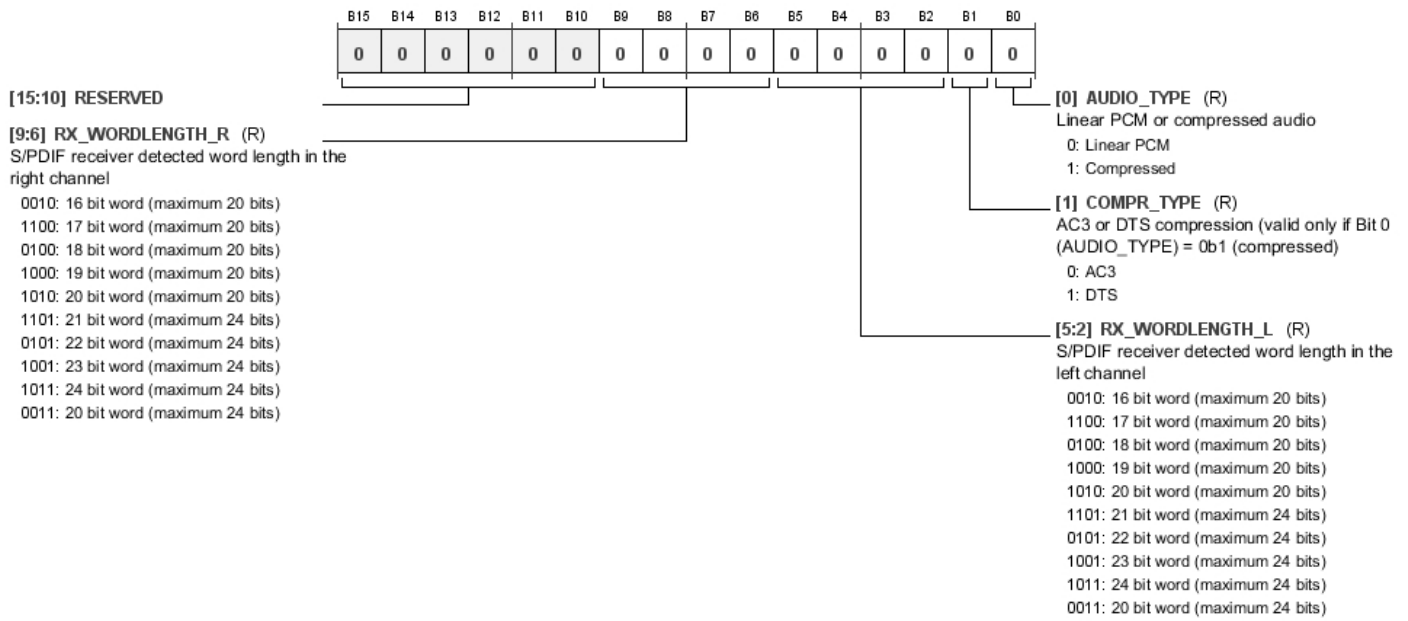 B15 B14 B13 B12 B11 B10 B9 B8 B7 B6 B5 B4 B3 B2 B1 B0
0 0 0 0 0 0 0 0 0 0 0 0 0 0 0 0
[15:10] RESERVED
[9:6] RX_WORDLENGTH_R (R)
S/PDIF receiver detected word length in the
right channel
0010: 16 bit word (maximum 20 bits)
1100: 17 bit word (maximum 20 bits)
0100: 18 bit word (maximum 20 bits)
1000: 19 bit word (maximum 20 bits)
1010: 20 bit word (maximum 20 bits)
1101: 21 bit word (maximum 24 bits)
0101: 22 bit word (maximum 24 bits)
1001: 23 bit word (maximum 24 bits)
1011: 24 bit word (maximum 24 bits)
0011: 20 bit word (maximum 24 bits)
[0] AUDIO_TYPE (R)
Linear PCM or compressed audio
0: Linear PCM
1: Compressed
[1] COMPR_TYPE (R)
AC3 or DTS compression (valid only if Bit 0
(AUDIO_TYPE) = 0b1 (compressed)
0: AC3
1: DTS
[5:2] RX_WORDLENGTH_L (R)
S/PDIF receiver detected word length in the
left channel
0010: 16 bit word (maximum 20 bits)
1100: 17 bit word (maximum 20 bits)
0100: 18 bit word (maximum 20 bits)
1000: 19 bit word (maximum 20 bits)
1010: 20 bit word (maximum 20 bits)
1101: 21 bit word (maximum 24 bits)
0101: 22 bit word (maximum 24 bits)
1001: 23 bit word (maximum 24 bits)
1011: 24 bit word (maximum 24 bits)
0011: 20 bit word (maximum 24 bits)